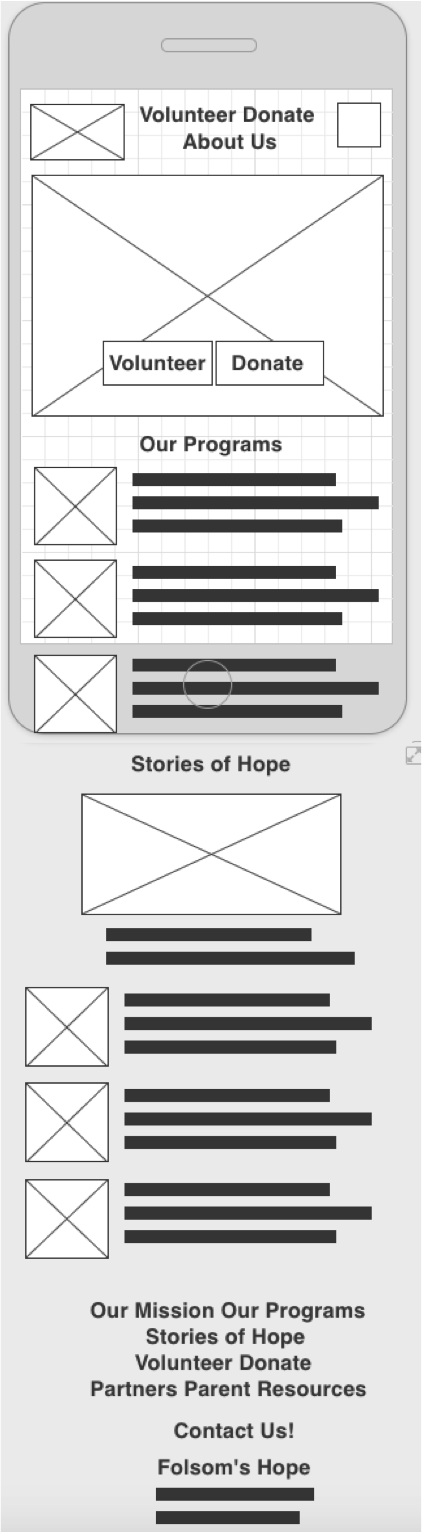 Volunteer Donate
About Us
Volunteer Donate
Our Programs
Stories of Hope
Our Mission Our Programs
Stories of Hope
Volunteer Donate
Partners Parent Resources
Contact Us!
Folsom's Hope